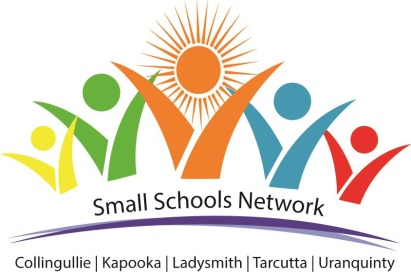 Small Schools Network
Collingullie | Kapooka | Ladysmith | Tarcutta | Uranquinty